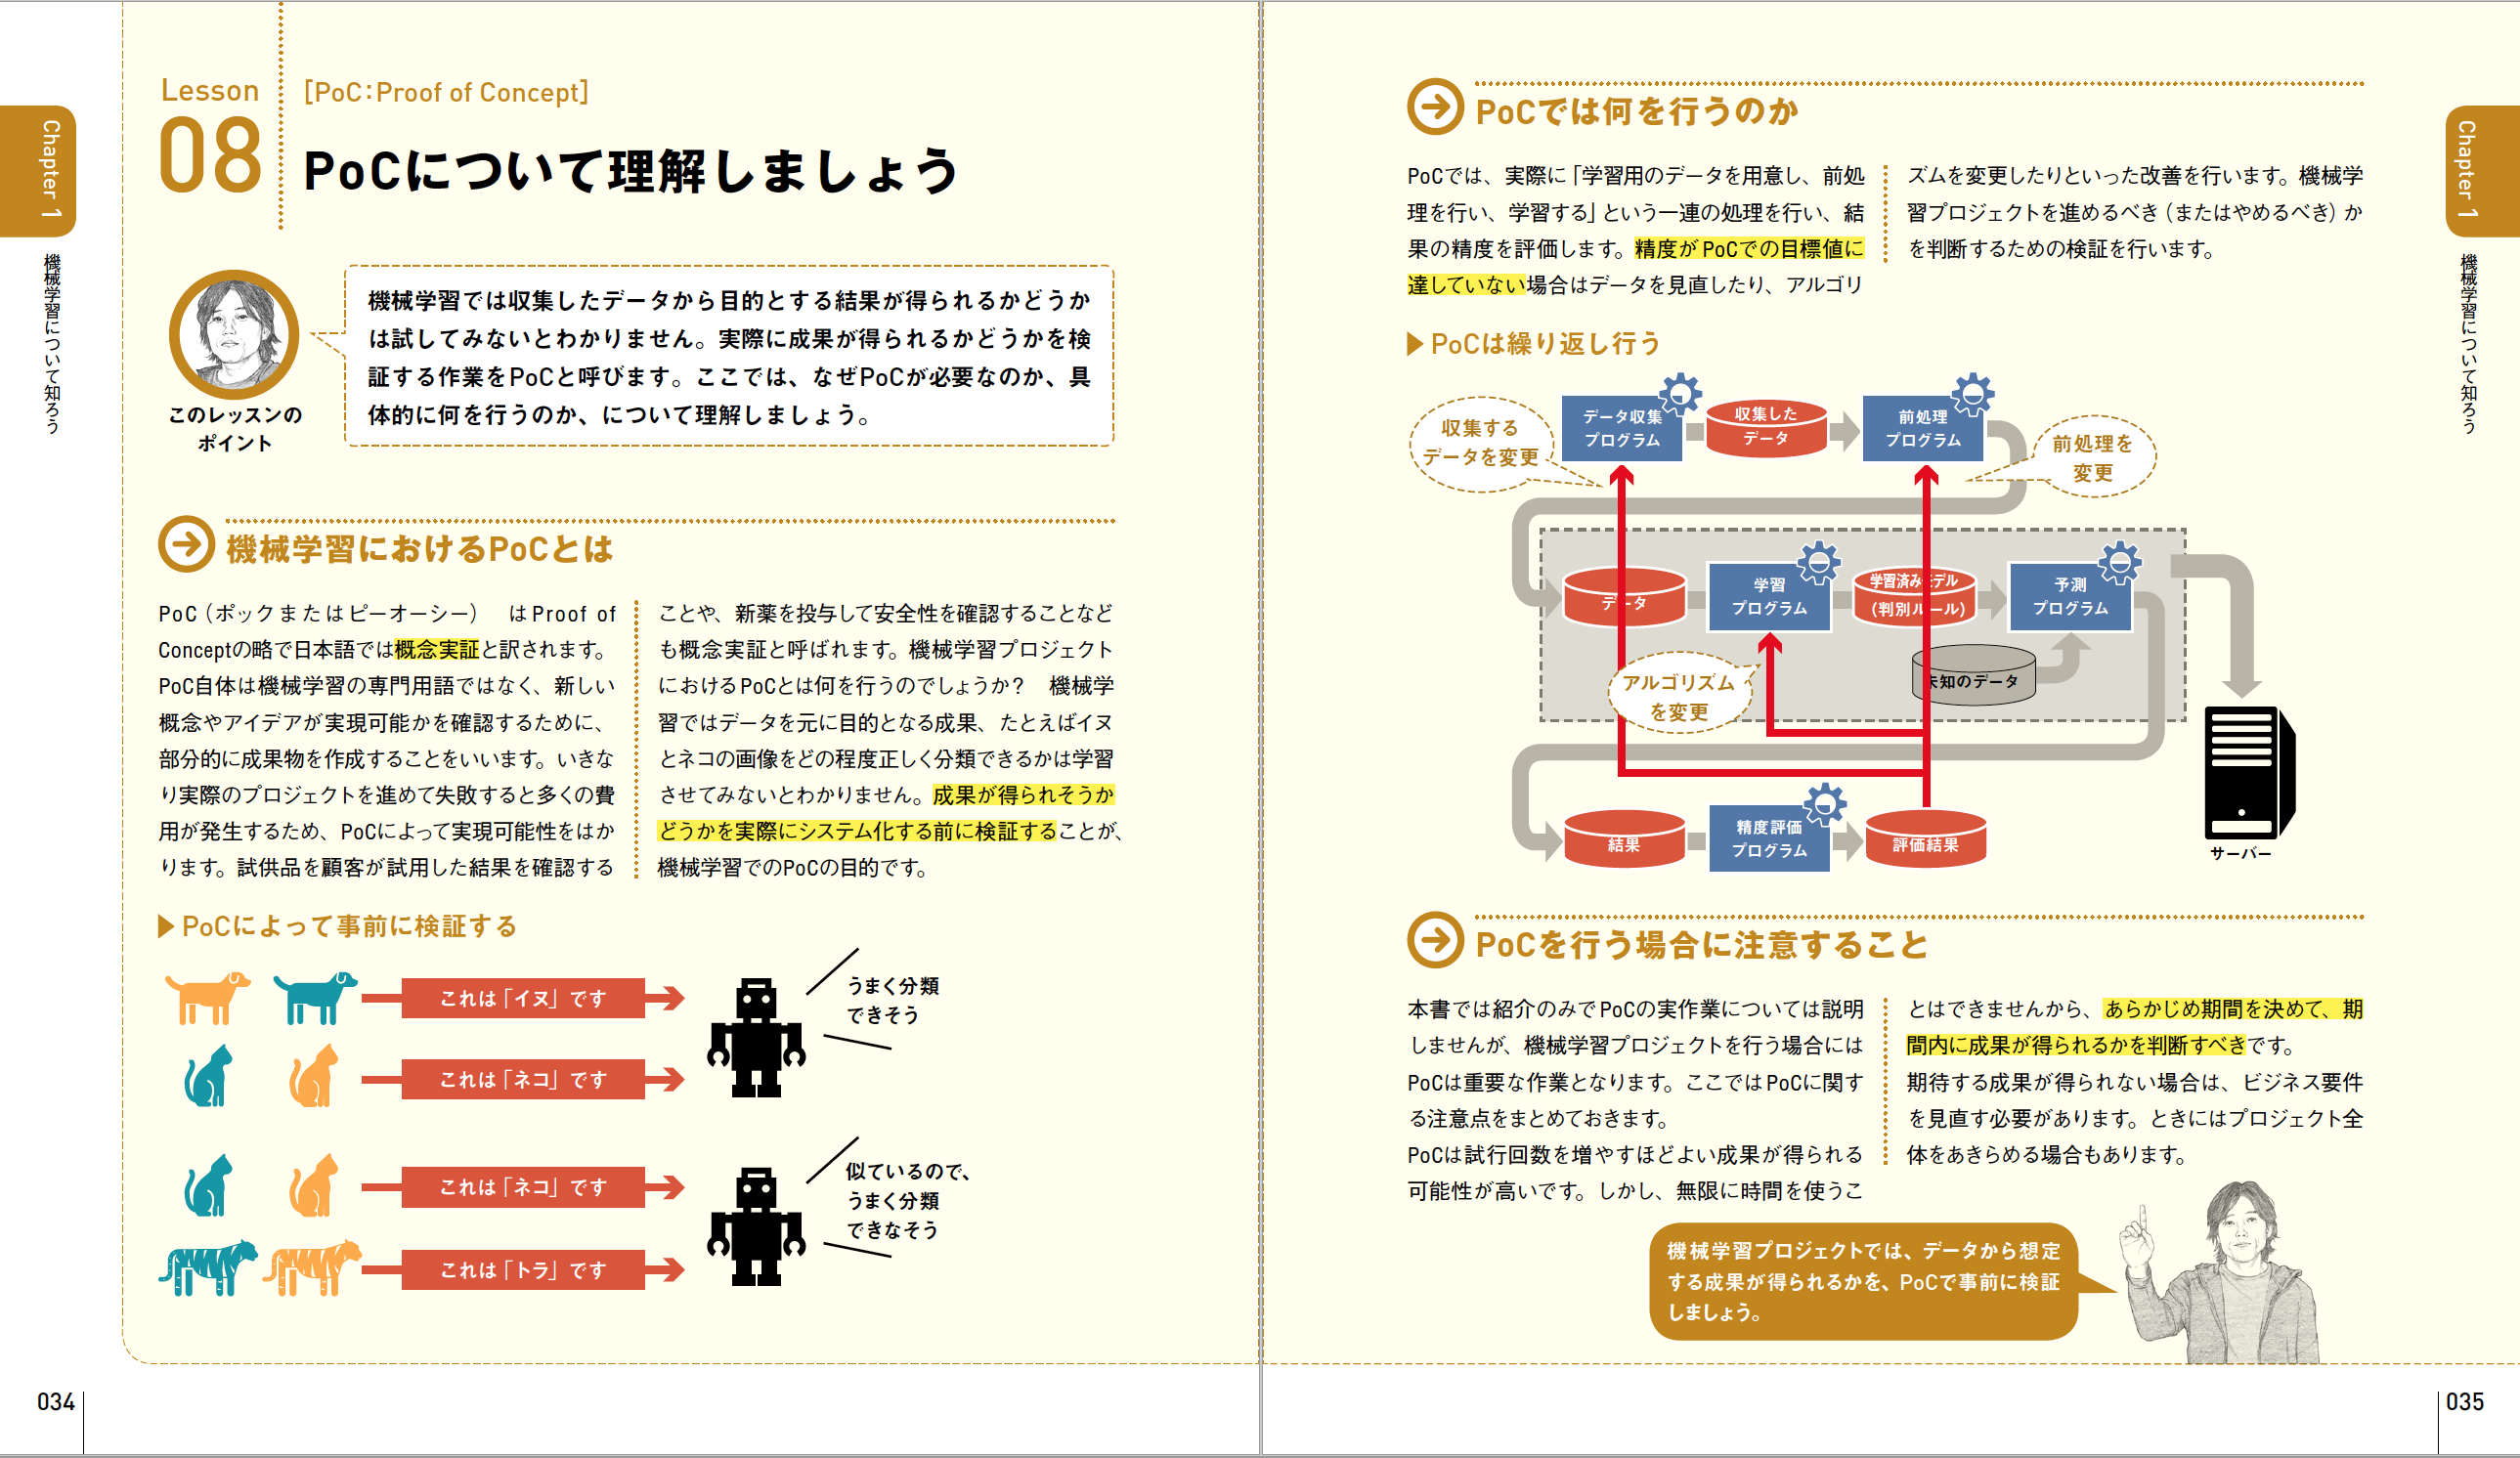 Chapter 1
機械学習について知ろう
Lesson
08
[PoC:Proof of Concept]
PoCについて理解しましょう
このレッスンの
ポイント
機械学習では収集したデータから目的とする結果が得られるかどうか
は試してみないとわかりません。実際に成果が得られるかどうかを検
証する作業をPoCと呼びます。ここでは、なぜPoCが必要なのか、具
体的に何を行うのか、について理解しましょう。
機械学習におけるPoCとは
PoC（ポックまたはピーオーシー）　はProof of
Conceptの略で日本語では概念実証と訳されます。
PoC自体は機械学習の専門用語ではなく、新しい
概念やアイデアが実現可能かを確認するために、
部分的に成果物を作成することをいいます。いきな
り実際のプロジェクトを進めて失敗すると多くの費
用が発生するため、PoCによって実現可能性をはか
ります。試供品を顧客が試用した結果を確認する
ことや、新薬を投与して安全性を確認することなど
も概念実証と呼ばれます。機械学習プロジェクト
におけるPoCとは何を行うのでしょうか？　機械学
習ではデータを元に目的となる成果、たとえばイヌ
とネコの画像をどの程度正しく分類できるかは学習
させてみないとわかりません。成果が得られそうか
どうかを実際にシステム化する前に検証することが、
機械学習でのPoCの目的です。
PoCによって事前に検証する
これは「イヌ」です
これは「ネコ」です
うまく分類
できそう
これは「ネコ」です
これは「トラ」です
似ているので、
うまく分類
できなそう
034
PoCでは何を行うのか
PoCでは、実際に「学習用のデータを用意し、前処
理を行い、学習する」という一連の処理を行い、結
果の精度を評価します。精度がPoCでの目標値に
達していない場合はデータを見直したり、アルゴリ
ズムを変更したりといった改善を行います。機械学
習プロジェクトを進めるべき（またはやめるべき）か
を判断するための検証を行います。
PoCは繰り返し行う
収集する
データを変更
データ収集
プログラム
収集した
データ
前処理
プログラム
前処理を
変更
データ
学習
プログラム
学習済みモデル
（判別ルール）
予測
プログラム
アルゴリズム
を変更
未知のデータ
結果
精度評価
プログラム
評価結果
サーバー
PoCを行う場合に注意すること
本書では紹介のみでPoCの実作業については説明
しませんが、機械学習プロジェクトを行う場合には
PoCは重要な作業となります。ここではPoCに関す
る注意点をまとめておきます。
PoCは試行回数を増やすほどよい成果が得られる
可能性が高いです。しかし、無限に時間を使うこ
とはできませんから、あらかじめ期間を決めて、期
間内に成果が得られるかを判断すべきです。
期待する成果が得られない場合は、ビジネス要件
を見直す必要があります。ときにはプロジェクト全
体をあきらめる場合もあります。
機械学習プロジェクトでは、データから想定
する成果が得られるかを、PoCで事前に検証
しましょう。
Chapter 1
機械学習について知ろう
035